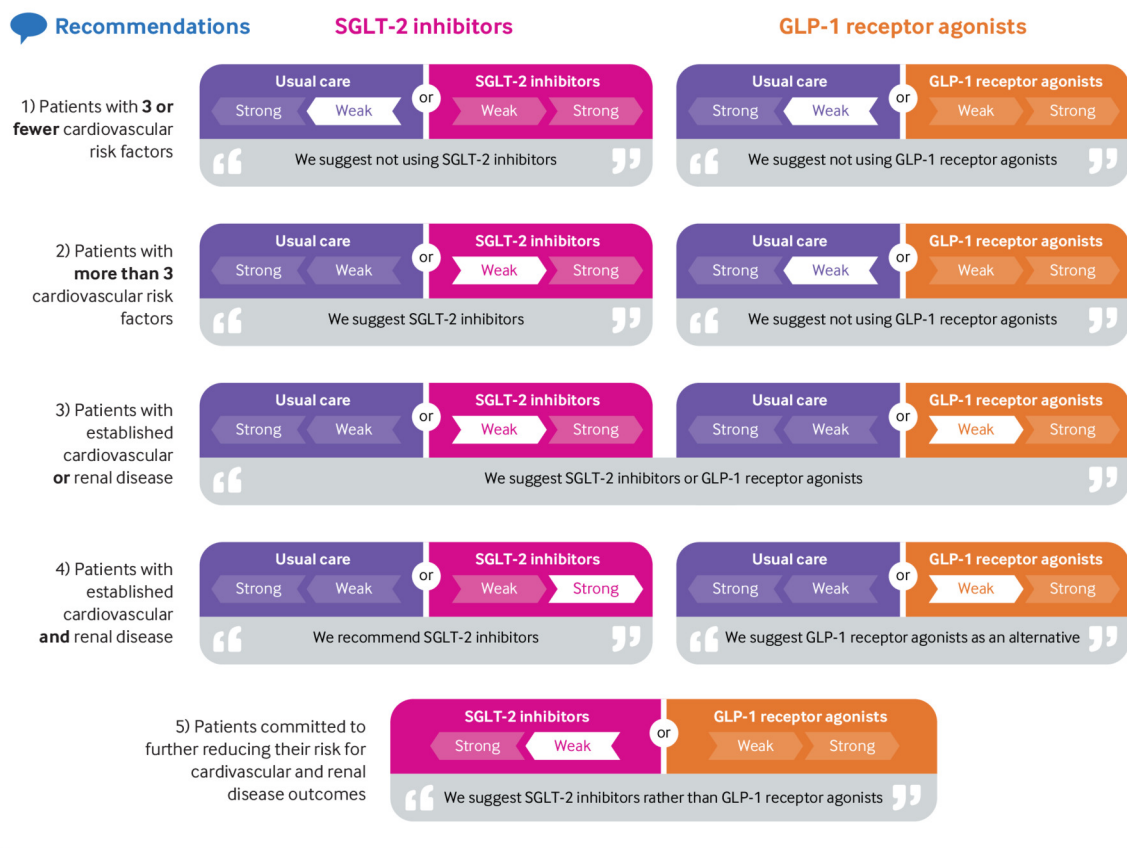 Recommendations
SGLT-2 inhibitors
GLP-1 receptor agonists
1) Patients with 3 or
fewer cardiovascular
risk factors
Usual care
Strong
Weak
or
SGLT-2 inhibitors
Weak
Strong
We suggest not using SGLT-2 inhibitors
Usual care
Strong
Weak
or
GLP-1 receptor agonists
Weak
Strong
We suggest not using GLP-1 receptor agonists
2) Patients with
more than 3
cardiovascular risk
factors
Usual care
Strong
Weak
or
SGLT-2 inhibitors
Weak
Strong
We suggest SGLT-2 inhibitors
Usual care
Strong
Weak
or
GLP-1 receptor agonists
Weak
Strong
We suggest not using GLP-1 receptor agonists
3) Patients with
established
cardiovascular
or renal disease
Usual care
Strong
Weak
or
SGLT-2 inhibitors
Weak
Strong
Usual care
Strong
Weak
or
GLP-1 receptor agonists
Weak
Strong
We suggest SGLT-2 inhibitors or GLP-1 receptor agonists
4) Patients with
established
cardiovascular
and renal disease
Usual care
Strong
Weak
or
SGLT-2 inhibitors
Weak
Strong
We recommend SGLT-2 inhibitors
Usual care
Strong
Weak
or
GLP-1 receptor agonists
Weak
Strong
We suggest GLP-1 receptor agonists as an alternative
5) Patients committed to
further reducing their risk for
cardivascular and renal
disease outcomes
SGLT-2 inhibitors
Strong
Weak
or
GLP-1 receptor agonists
Weak
Strong
We suggest SGLT-2 inhibitors rather than GLP-1 receptor agonists